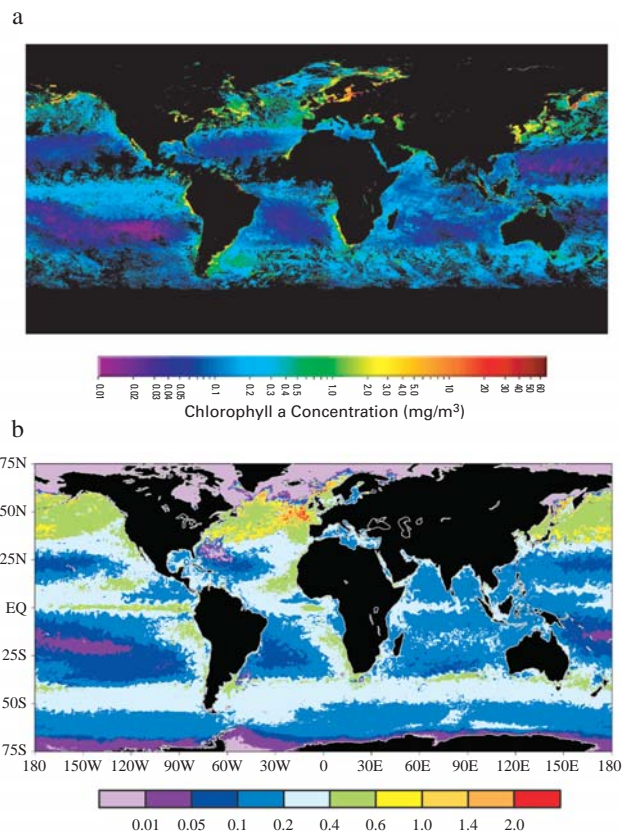 a
0.01 0.02 0.03 0.04 0.05 0.1 0.2 0.3 0.4 0.5 1.0 2.0 3.0 4.0 5.0 10 20 30 40 50 60
Chlorophyll a Concentration (mg/m³)
b
75N
50N
25N
EQ
25S
50S
75S
180 150W 120W 90W 60W 30W 0 30E 60E 90E 120E 150E 180
0.01 0.05 0.1 0.2 0.4 0.6 1.0 1.4 2.0